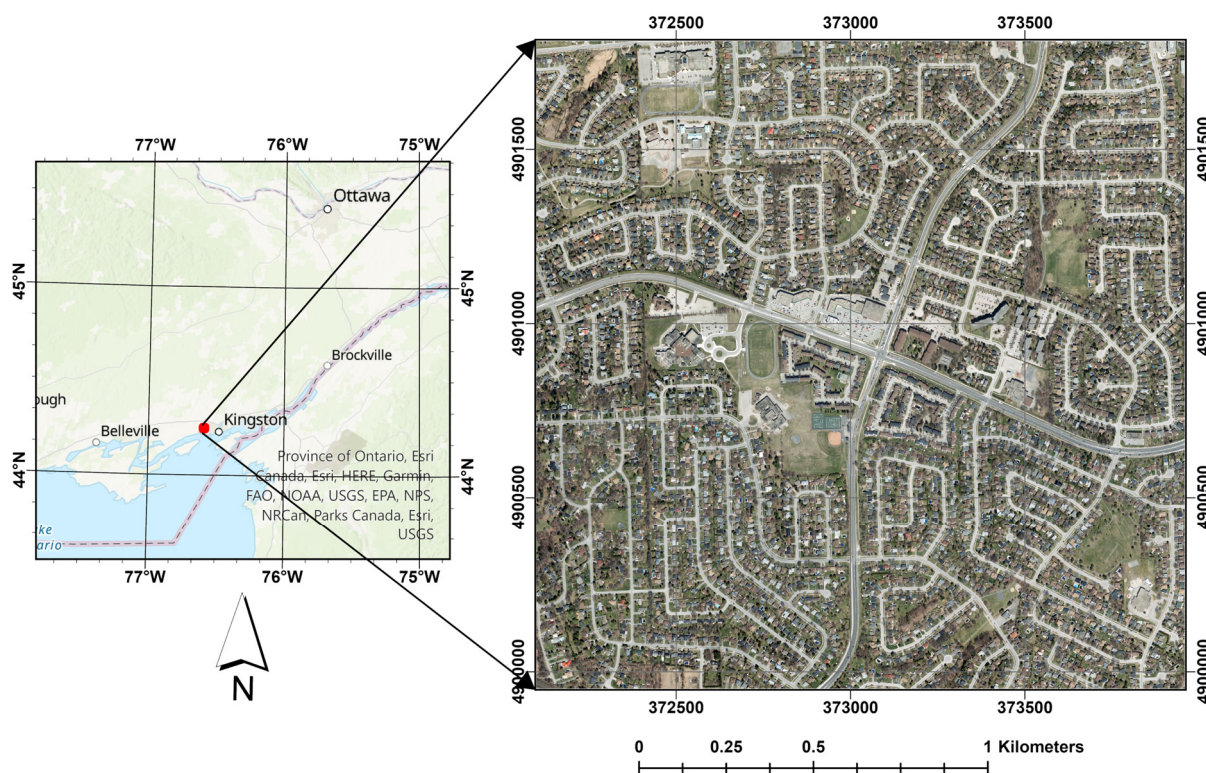 372500 373000 373500
77°W 76°W 75°W
Ottawa
45°N 45°N
Brockville
ough
Belleville
Kingston
Province of Ontario, Esri
Canada, Esri, HERE, Garmin,
FAO, NOAA, USGS, EPA, NPS,
NRCan, Parks Canada, Esri,
USGS
44°N 44°N
ke
ario
77°W 76°W 75°W
N
4901500 4901500
4901000 4901000
4900500 4900500
4900000 4900000
372500 373000 373500
0 0.25 0.5 1 Kilometers